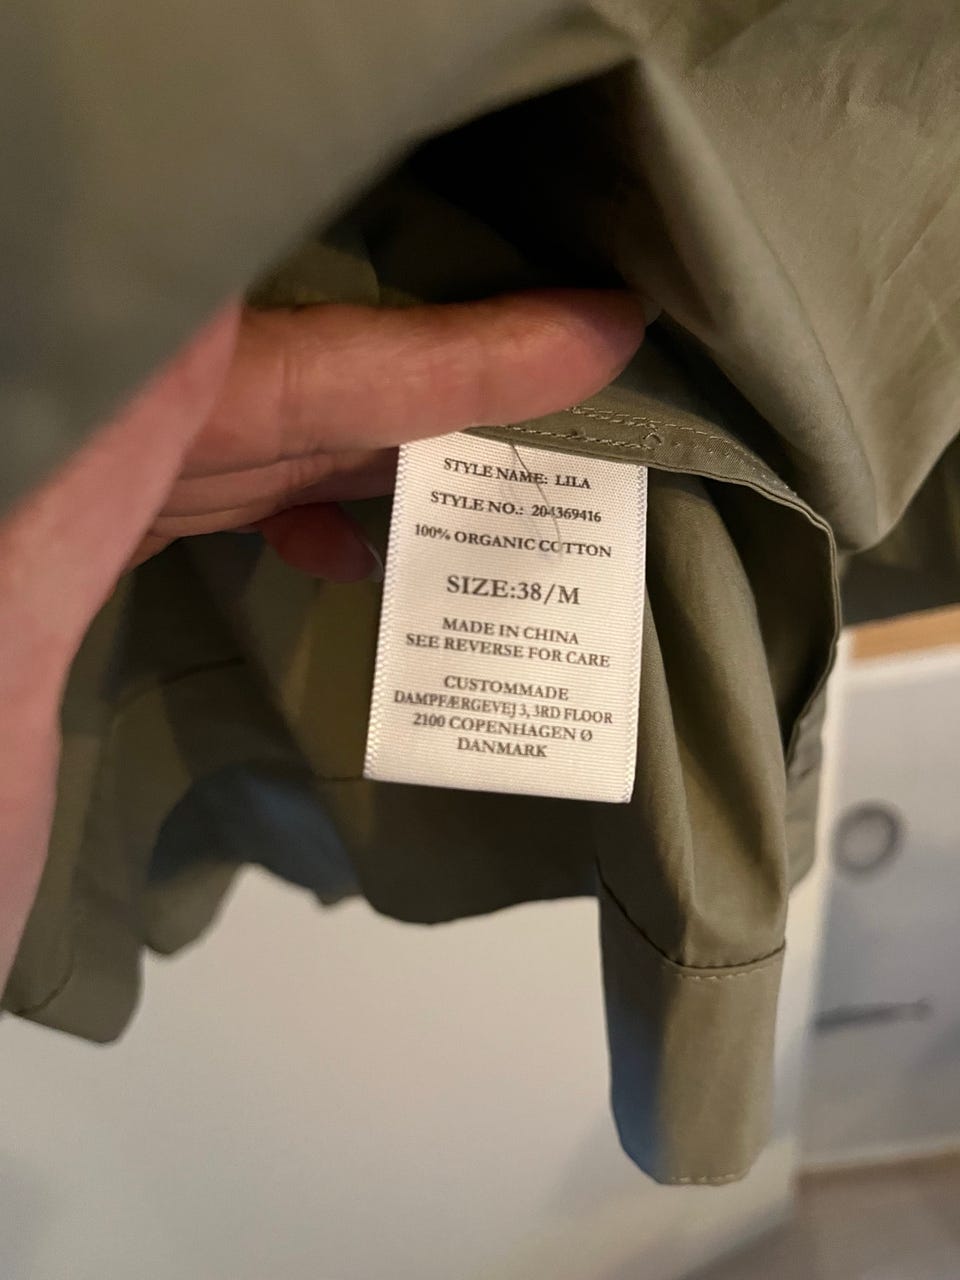 STYLE NAME: LILA
STYLE NO.: 204369416
100% ORGANIC COTTON
SIZE:38/M
MADE IN CHINA
SEE REVERSE FOR CARE
CUSTOMMADE
DAMPFÆRGEVEJ 3, 3RD FLOOR
2100 COPENHAGEN Ø
DANMARK